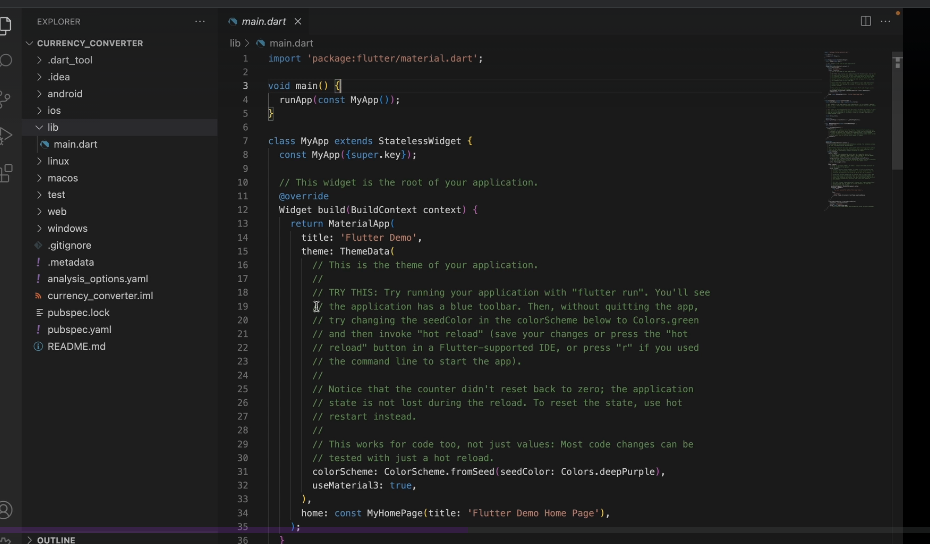 EXPLORER
CURRENCY_CONVERTER
.dart_tool
.idea
android
ios
lib
main.dart
linux
macos
test
web
windows
.gitignore
.metadata
analysis_options.yaml
currency_converter.iml
pubspec.lock
pubspec.yaml
README.md
OUTLINE
main.dart
lib > main.dart
1 import 'package:flutter/material.dart';
2
3 void main() {
4 runApp(const MyApp());
5 }
6
7 class MyApp extends StatelessWidget {
8 const MyApp({super.key});
9
10 // This widget is the root of your application.
11 @override
12 Widget build(BuildContext context) {
13 return MaterialApp(
14 title: 'Flutter Demo',
15 theme: ThemeData(
16 // This is the theme of your application.
17 //
18 // TRY THIS: Try running your application with "flutter run". You'll see
19 // the application has a blue toolbar. Then, without quitting the app,
20 // try changing the seedColor in the colorScheme below to Colors.green
21 // and then invoke "hot reload" (save your changes or press the "hot
22 // reload" button in a Flutter-supported IDE, or press "r" if you used
23 // the command line to start the app).
24 //
25 // Notice that the counter didn't reset back to zero; the application
26 // state is not lost during the reload. To reset the state, use hot
27 // restart instead.
28 //
29 // This works for code too, not just values: Most code changes can be
30 // tested with just a hot reload.
31 colorScheme: ColorScheme.fromSeed(seedColor: Colors.deepPurple),
32 useMaterial3: true,
33 ),
34 home: const MyHomePage(title: 'Flutter Demo Home Page'),
35 );
36 }